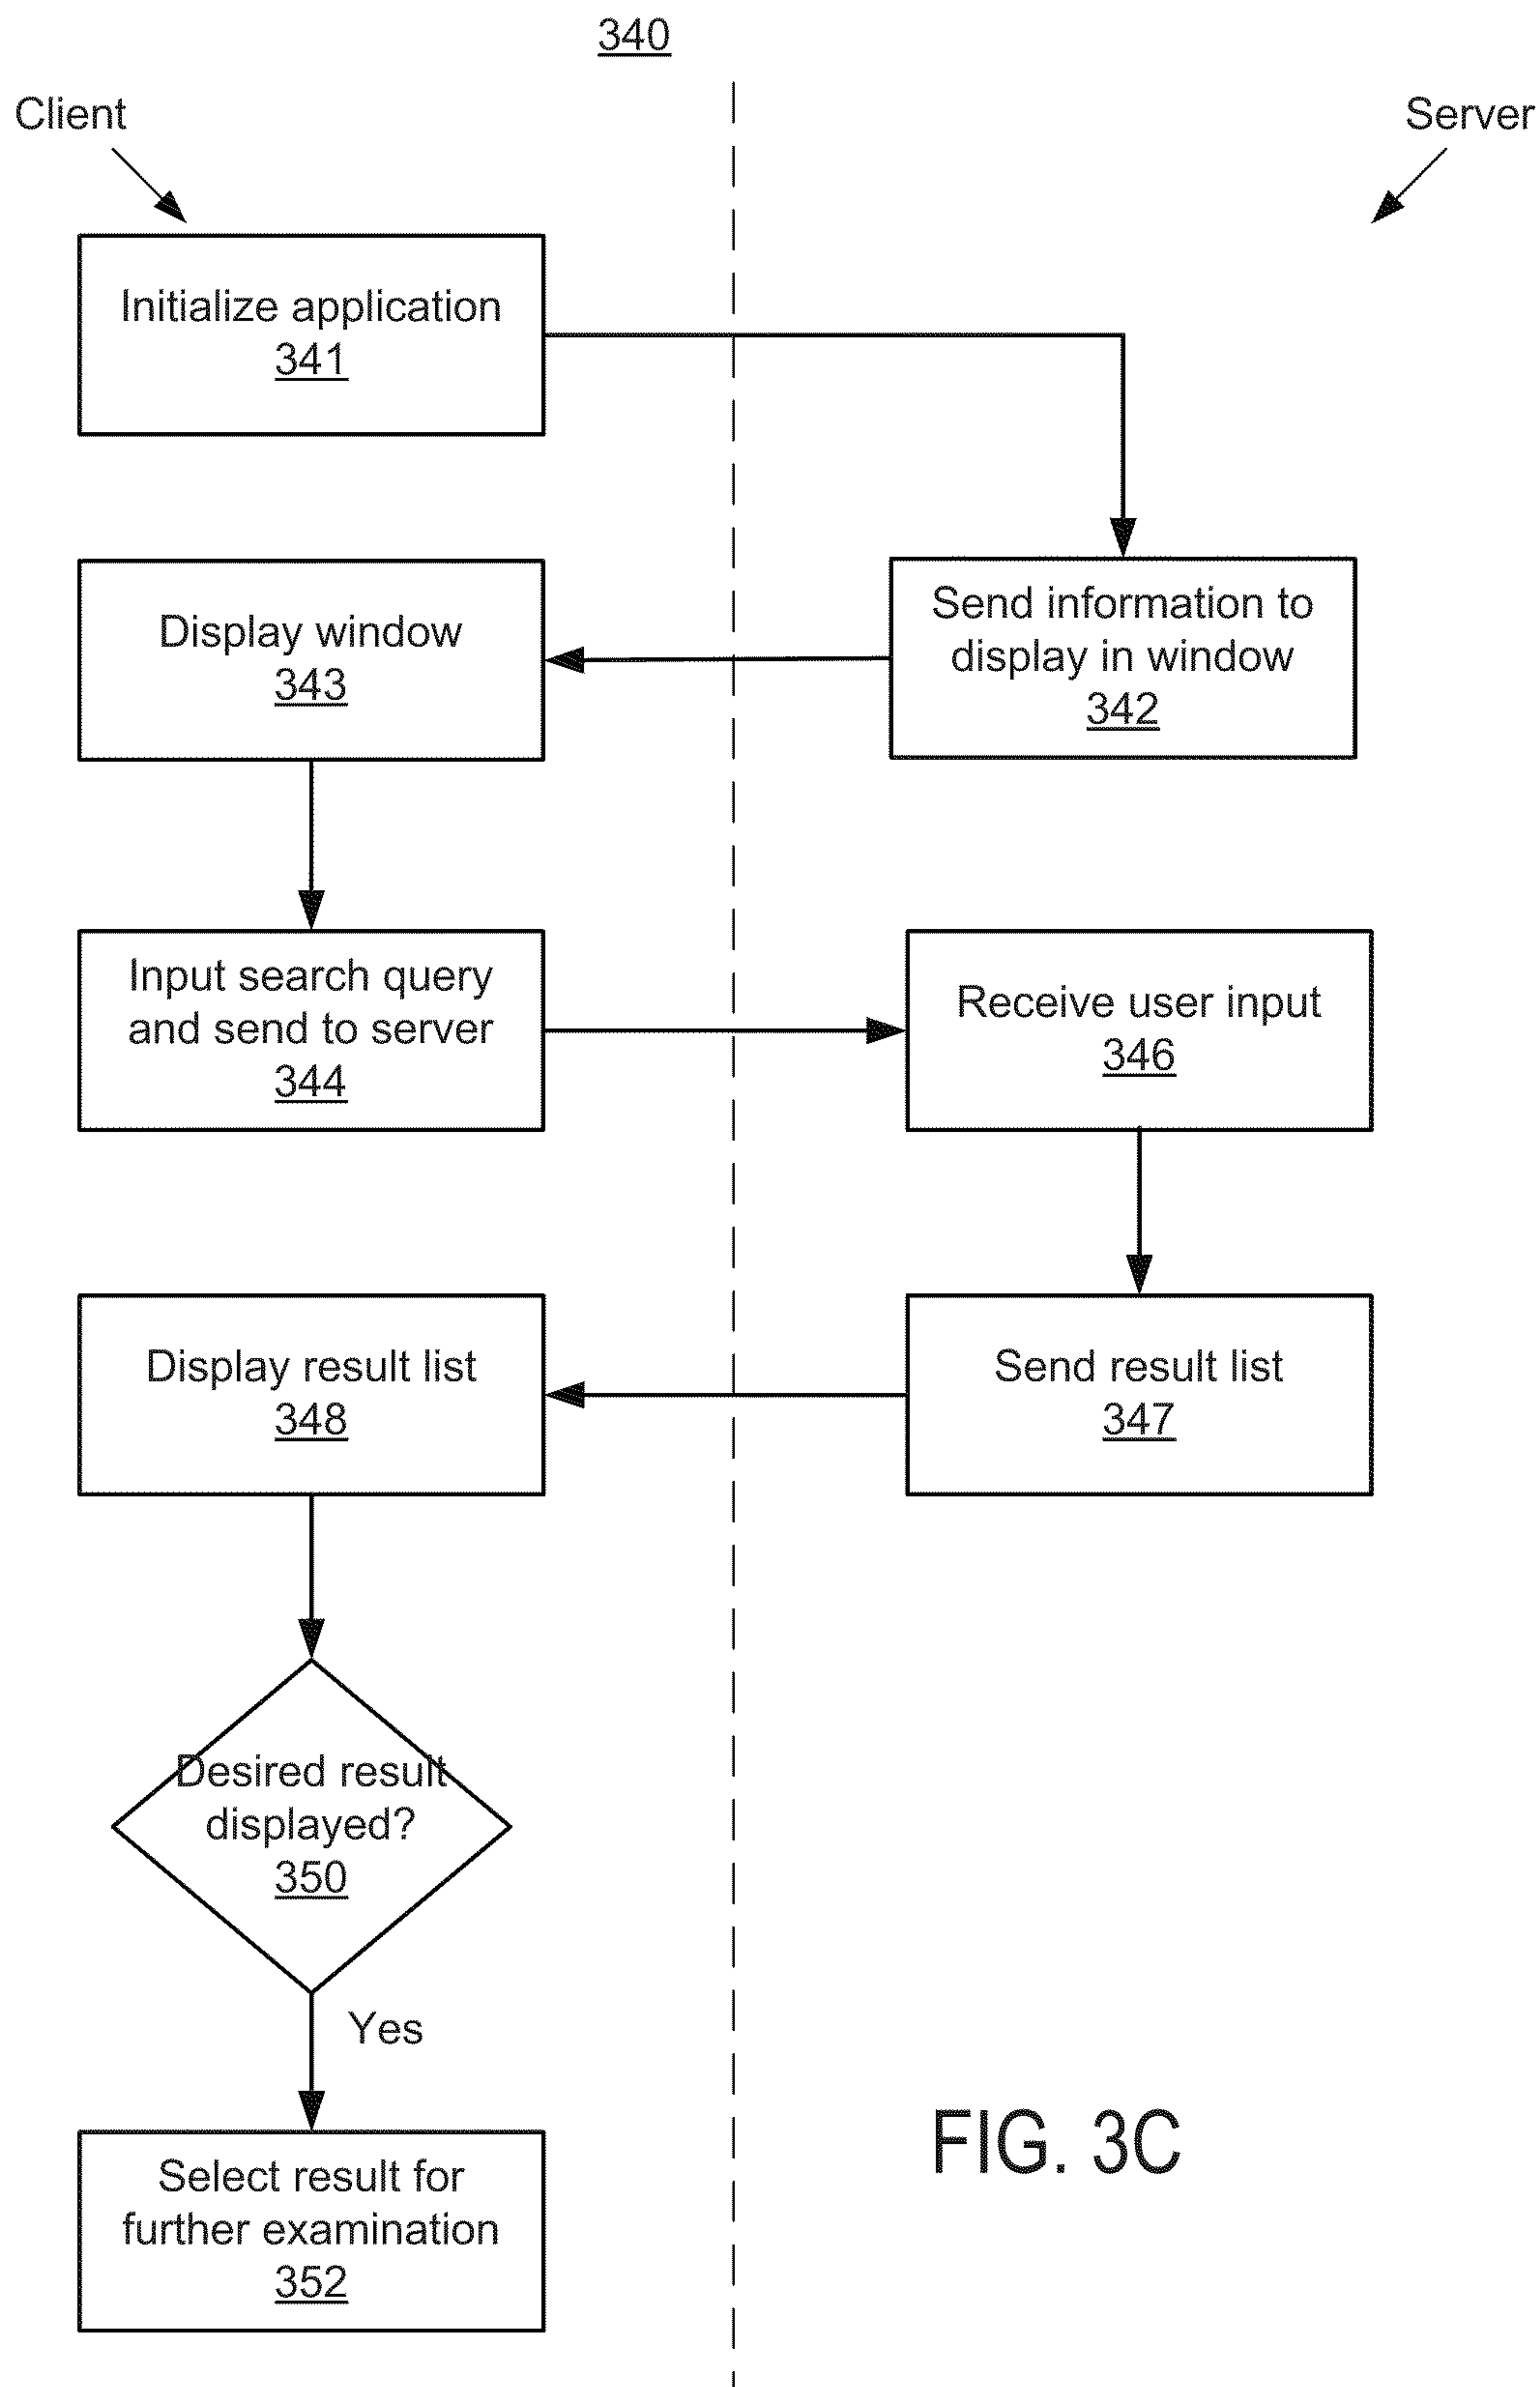 340
Client
Server
Initialize application
341
Send information to
display in window
342
Display window
343
Input search query
and send to server
344
Receive user input
346
Send result list
347
Display result list
348
Desired result
displayed?
350
Yes
Select result for
further examination
352
FIG. 3C